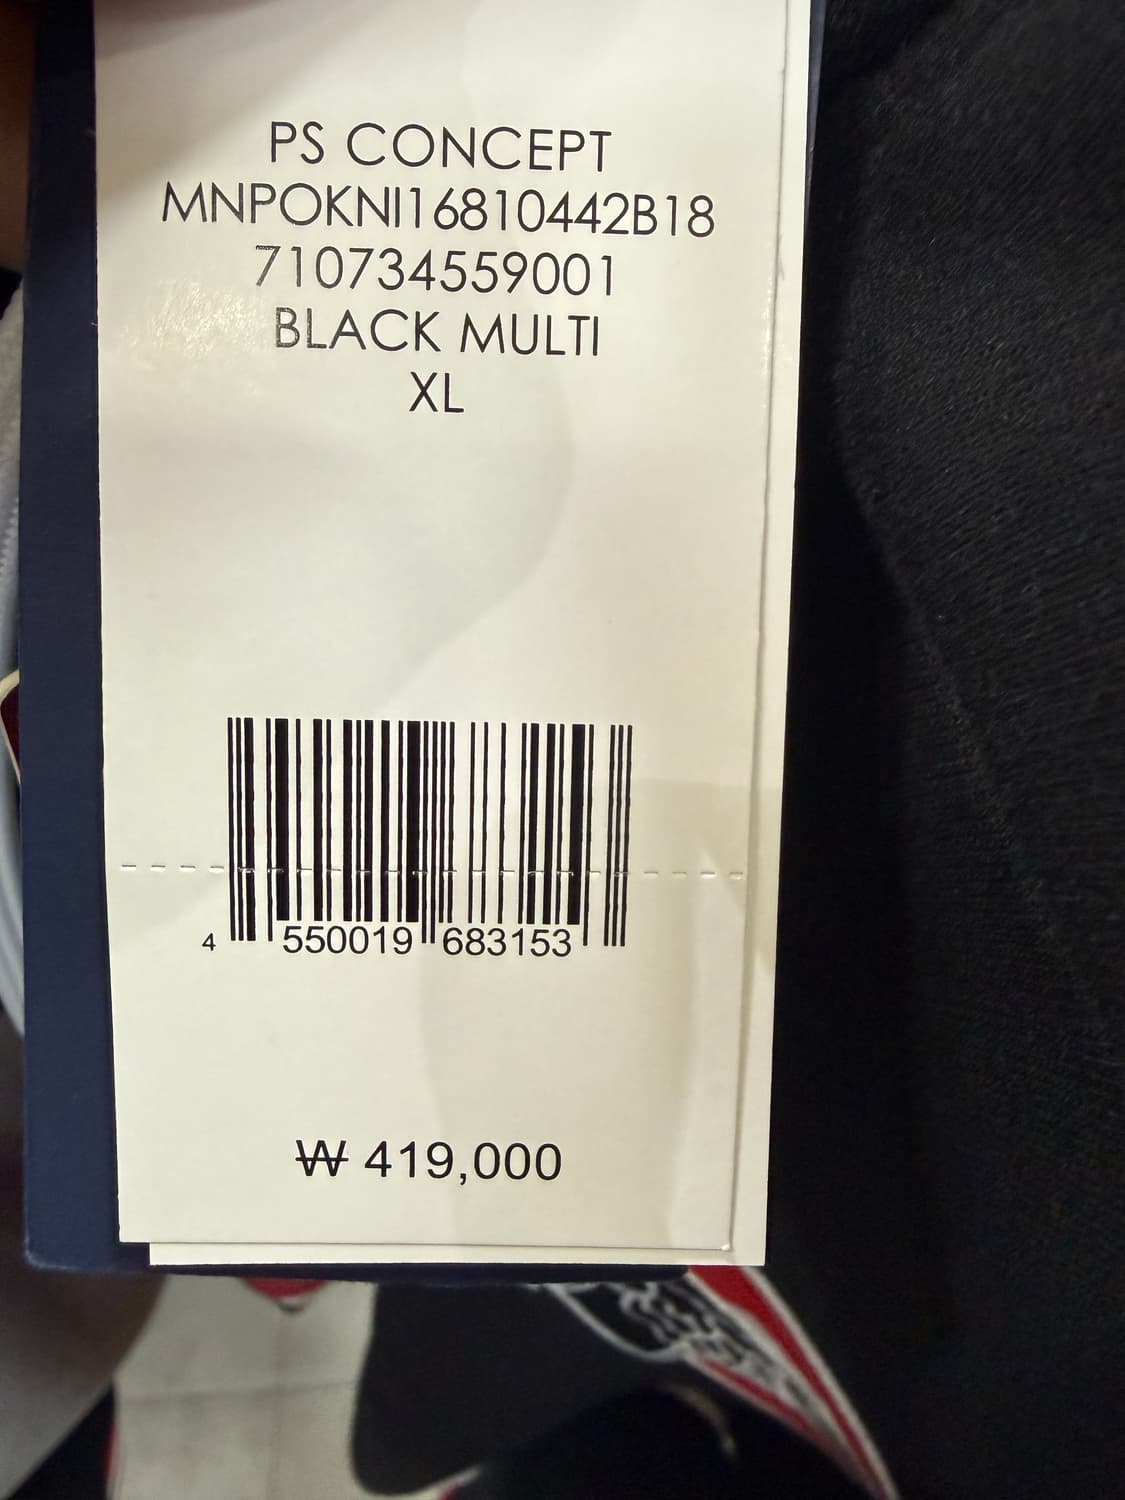 PS CONCEPT
MNPOKNI16810442B18
710734559001
BLACK MULTI
XL
4 550019 683153
₩ 419,000